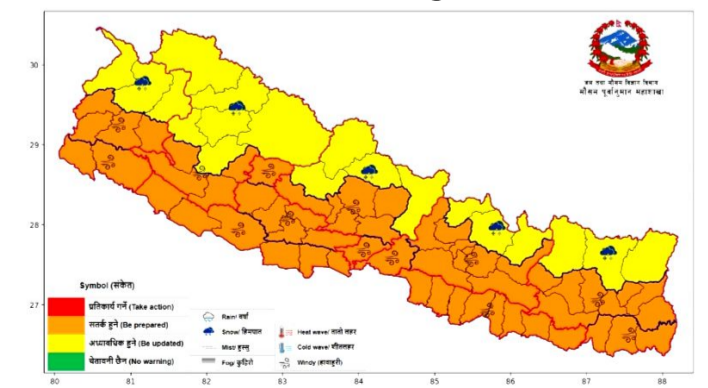 जल तथा मौसम विज्ञान विभाग
मौसम पूर्वानुमान महाशाखा
30
29
28
27
80
81
82
83
84
85
86
87
88
Symbol (संकेत)
प्रतिकार्य गर्ने (Take action)
सतर्क हुने (Be prepared)
अध्यावधिक हुने (Be updated)
चेतावनी छैन (No warning)
Rain/ वर्षा
Snow/ हिमपात
Mist/ हुस्सु
Fog/ कुहिरो
Heat wave/ तातो लहर
Cold wave/ शीतलहर
Windy (हावाहुरी)